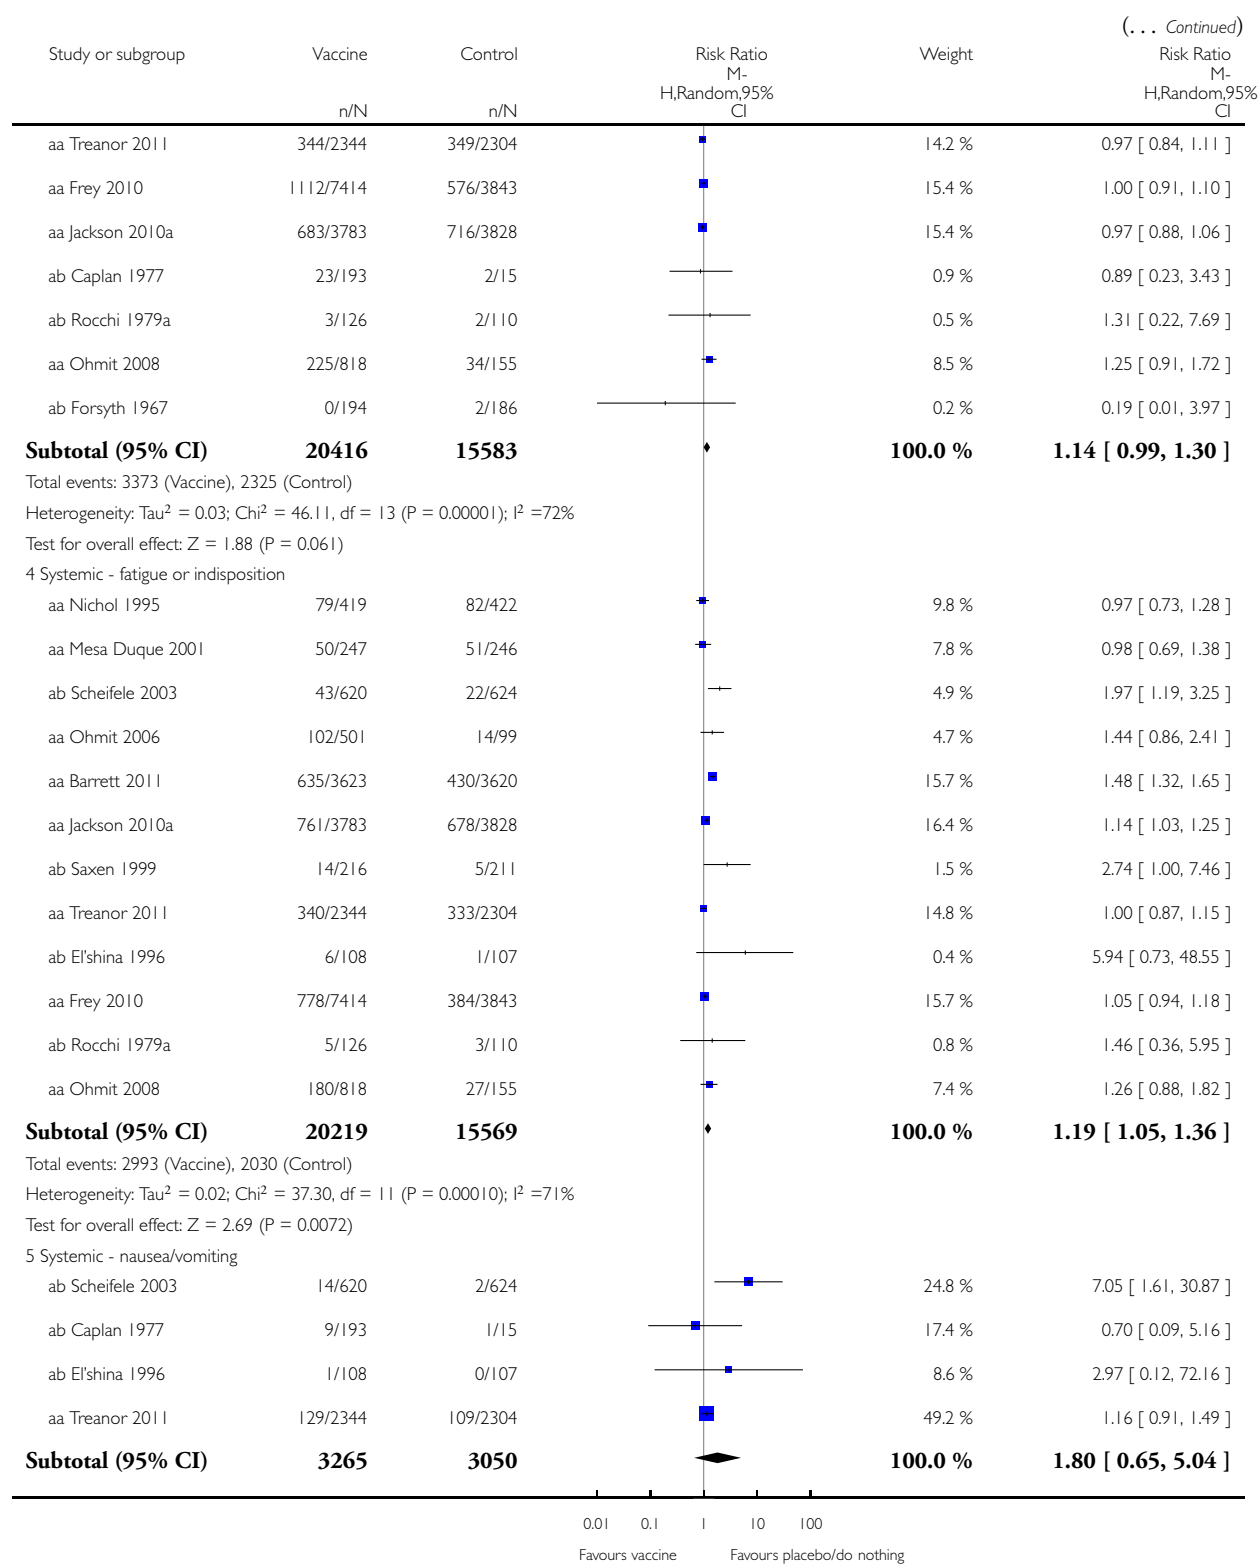 (... Continued)
Study or subgroup Vaccine Control Risk Ratio Weight Risk Ratio
M- M-
H,Random,95% H,Random,95%
n/N n/N CI CI
aa Treanor 2011 344/2344 349/2304 14.2 % 0.97 [ 0.84, 1.11 ]
aa Frey 2010 1112/7414 576/3843 15.4 % 1.00 [ 0.91, 1.10 ]
aa Jackson 2010a 683/3783 716/3828 15.4 % 0.97 [ 0.88, 1.06 ]
ab Caplan 1977 23/193 2/15 0.9 % 0.89 [ 0.23, 3.43 ]
ab Rocchi 1979a 3/126 2/110 0.5 % 1.31 [ 0.22, 7.69 ]
aa Ohmit 2008 225/818 34/155 8.5 % 1.25 [ 0.91, 1.72 ]
ab Forsyth 1967 0/194 2/186 0.2 % 0.19 [ 0.01, 3.97 ]
Subtotal (95% CI) 20416 15583 100.0 % 1.14 [ 0.99, 1.30 ]
Total events: 3373 (Vaccine), 2325 (Control)
Heterogeneity: Tau² = 0.03; Chi² = 46.11, df = 13 (P = 0.00001); I² =72%
Test for overall effect: Z = 1.88 (P = 0.061)
4 Systemic - fatigue or indisposition
aa Nichol 1995 79/419 82/422 9.8 % 0.97 [ 0.73, 1.28 ]
aa Mesa Duque 2001 50/247 51/246 7.8 % 0.98 [ 0.69, 1.38 ]
ab Scheifele 2003 43/620 22/624 4.9 % 1.97 [ 1.19, 3.25 ]
aa Ohmit 2006 102/501 14/99 4.7 % 1.44 [ 0.86, 2.41 ]
aa Barrett 2011 635/3623 430/3620 15.7 % 1.48 [ 1.32, 1.65 ]
aa Jackson 2010a 761/3783 678/3828 16.4 % 1.14 [ 1.03, 1.25 ]
ab Saxen 1999 14/216 5/211 1.5 % 2.74 [ 1.00, 7.46 ]
aa Treanor 2011 340/2344 333/2304 14.8 % 1.00 [ 0.87, 1.15 ]
ab El'shina 1996 6/108 1/107 0.4 % 5.94 [ 0.73, 48.55 ]
aa Frey 2010 778/7414 384/3843 15.7 % 1.05 [ 0.94, 1.18 ]
ab Rocchi 1979a 5/126 3/110 0.8 % 1.46 [ 0.36, 5.95 ]
aa Ohmit 2008 180/818 27/155 7.4 % 1.26 [ 0.88, 1.82 ]
Subtotal (95% CI) 20219 15569 100.0 % 1.19 [ 1.05, 1.36 ]
Total events: 2993 (Vaccine), 2030 (Control)
Heterogeneity: Tau² = 0.02; Chi² = 37.30, df = 11 (P = 0.00010); I² =71%
Test for overall effect: Z = 2.69 (P = 0.0072)
5 Systemic - nausea/vomiting
ab Scheifele 2003 14/620 2/624 24.8 % 7.05 [ 1.61, 30.87 ]
ab Caplan 1977 9/193 1/15 17.4 % 0.70 [ 0.09, 5.16 ]
ab El'shina 1996 1/108 0/107 8.6 % 2.97 [ 0.12, 72.16 ]
aa Treanor 2011 129/2344 109/2304 49.2 % 1.16 [ 0.91, 1.49 ]
Subtotal (95% CI) 3265 3050 100.0 % 1.80 [ 0.65, 5.04 ]
0.01 0.1 1 10 100
Favours vaccine Favours placebo/do nothing